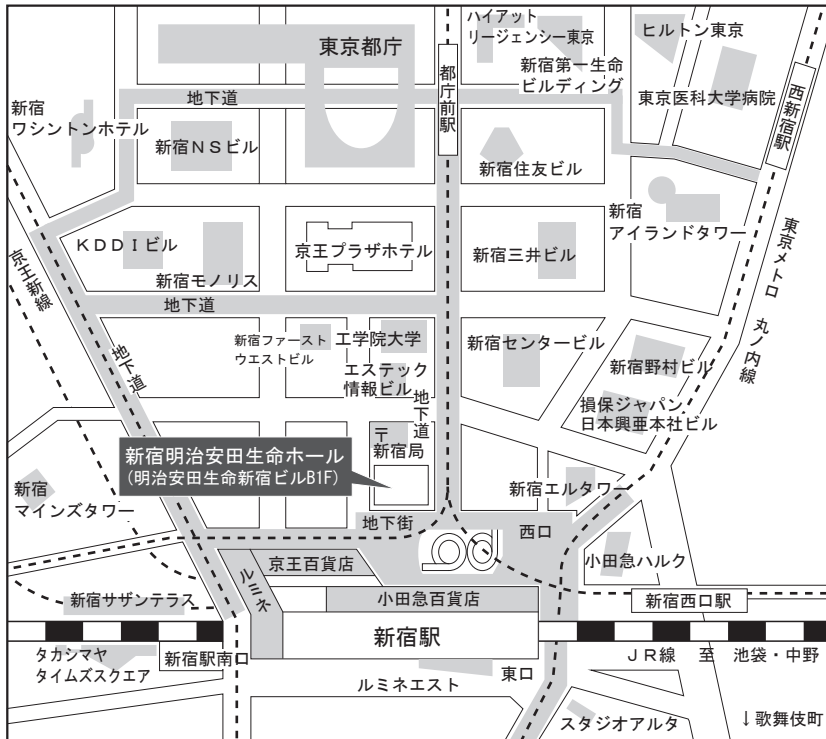 ハイアット
リージェンシー東京
ヒルトン東京
東京都庁
新宿第一生命
ビルディング
都庁前駅
西新宿駅
東京医科大学病院
地下道
新宿
ワシントンホテル
新宿NSビル
新宿住友ビル
新宿
アイランドタワー
KDDIビル
京王プラザホテル
新宿三井ビル
京王新線
新宿モノリス
地下道
東京メトロ 丸ノ内線
地下道
新宿ファースト
ウエストビル
工学院大学
新宿センタービル
エステック
情報ビル
新宿野村ビル
地下道
損保ジャパン
日本興亜本社ビル
〒
新宿局
新宿明治安田生命ホール
(明治安田生命新宿ビルB1F)
新宿
マインズタワー
新宿エルタワー
地下街
西口
京王百貨店
小田急ハルク
ルミネ
新宿サザンテラス
小田急百貨店
新宿西口駅
新宿駅
タカシマヤ
タイムズスクエア
新宿駅南口
JR線 至 池袋・中野
東口
ルミネエスト
スタジオアルタ
↓歌舞伎町